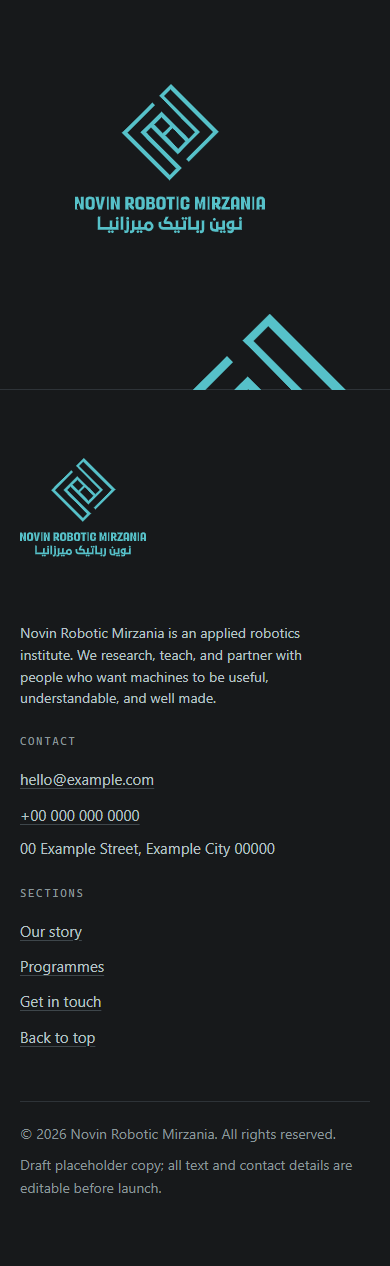 NOVIN ROBOTIC MIRZANIA
نوین رباتیک میرزانیا
NOVIN ROBOTIC MIRZANIA
نوین رباتیک میرزانیا
Novin Robotic Mirzania is an applied robotics
institute. We research, teach, and partner with
people who want machines to be useful,
understandable, and well made.
CONTACT
hello@example.com
+00 000 000 0000
00 Example Street, Example City 00000
SECTIONS
Our story
Programmes
Get in touch
Back to top
© 2026 Novin Robotic Mirzania. All rights reserved.
Draft placeholder copy; all text and contact details are
editable before launch.